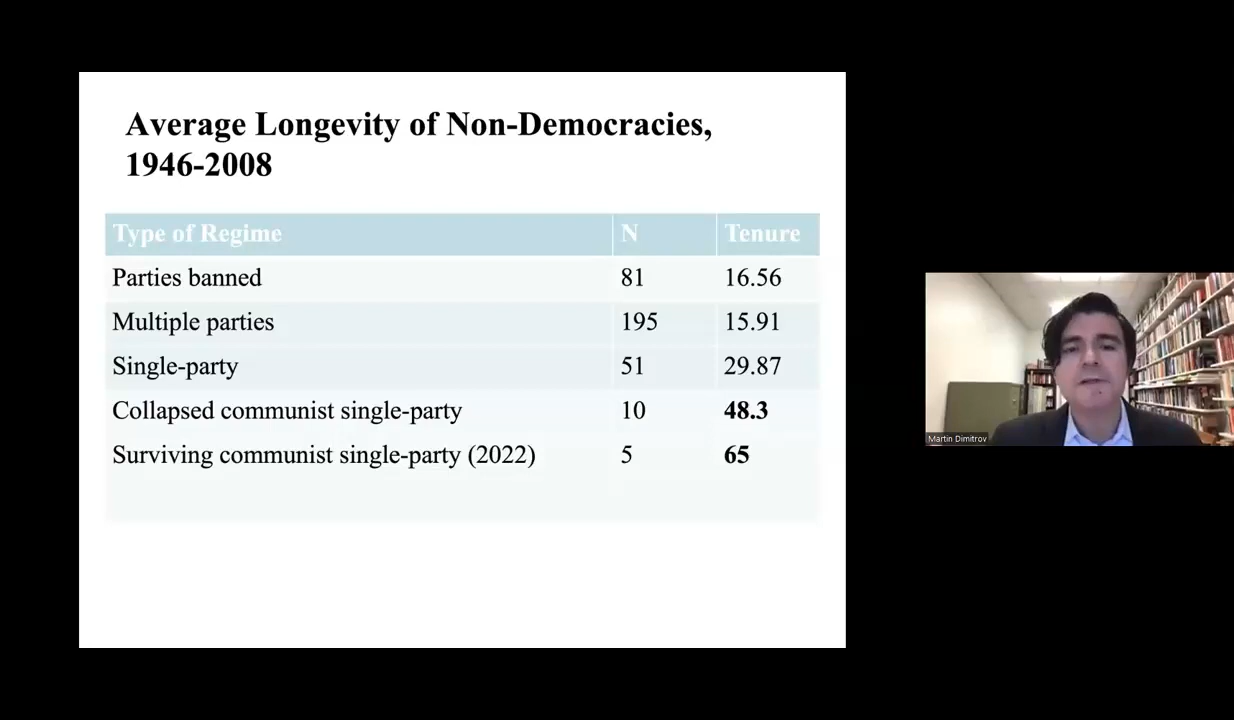 Average Longevity of Non-Democracies,
1946-2008
Type of Regime N Tenure
Parties banned 81 16.56
Multiple parties 195 15.91
Single-party 51 29.87
Collapsed communist single-party 10 48.3
Surviving communist single-party (2022) 5 65
Martin Dimitrov